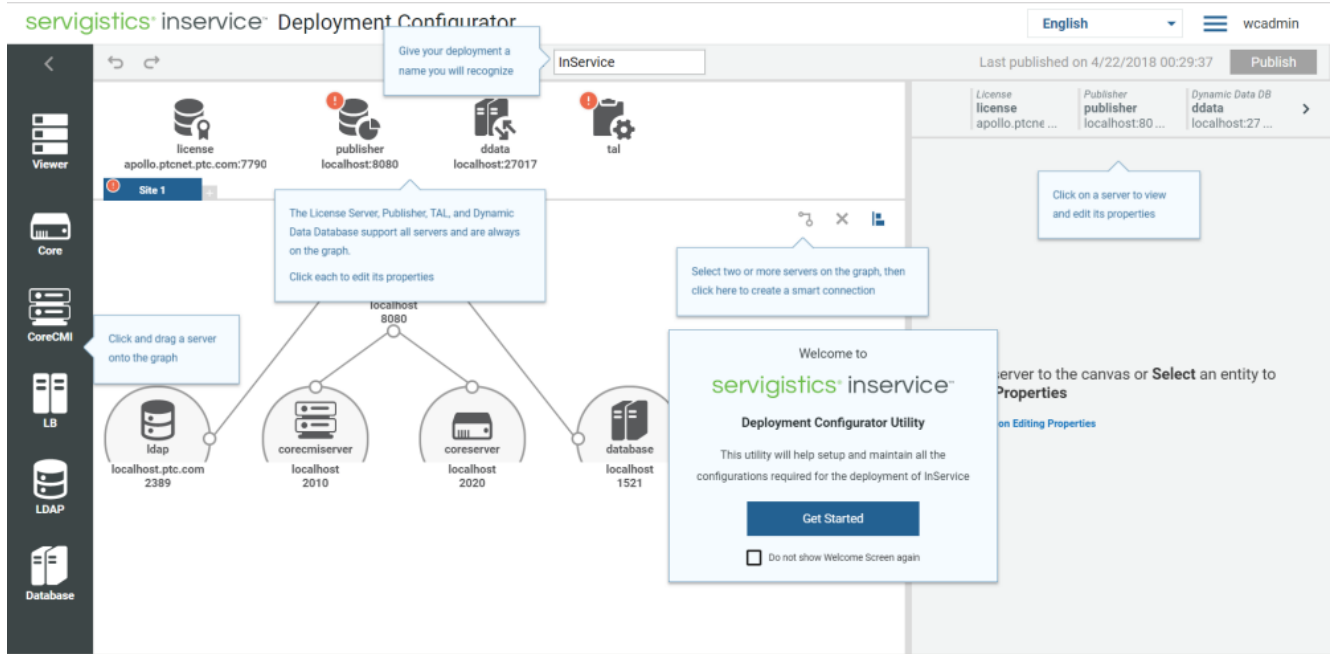 servigistics® inservice™ Deployment Configurator
English
wcadmin
Give your deployment a
name you will recognize
InService
Last published on 4/22/2018 00:29:37
Publish
Viewer
Core
CoreCMI
LB
LDAP
Database
license
apollo.ptcnet.ptc.com:7790
publisher
localhost:8080
ddata
localhost:27017
tal
License
license
apollo.ptcne ...
Publisher
publisher
localhost:80 ...
Dynamic Data DB
ddata
localhost:27 ...
Site 1
The License Server, Publisher, TAL, and Dynamic
Data Database support all servers and are always
on the graph.
Click each to edit its properties
Click on a server to view
and edit its properties
Select two or more servers on the graph, then
click here to create a smart connection
localhost
8080
Click and drag a server
onto the graph
ldap
localhost.ptc.com
2389
corecmiserver
localhost
2010
coreserver
localhost
2020
database
localhost
1521
Welcome to
servigistics® inservice™
Deployment Configurator Utility
This utility will help setup and maintain all the
configurations required for the deployment of InService
Get Started
Do not show Welcome Screen again
server to the canvas or Select an entity to
Properties
on Editing Properties